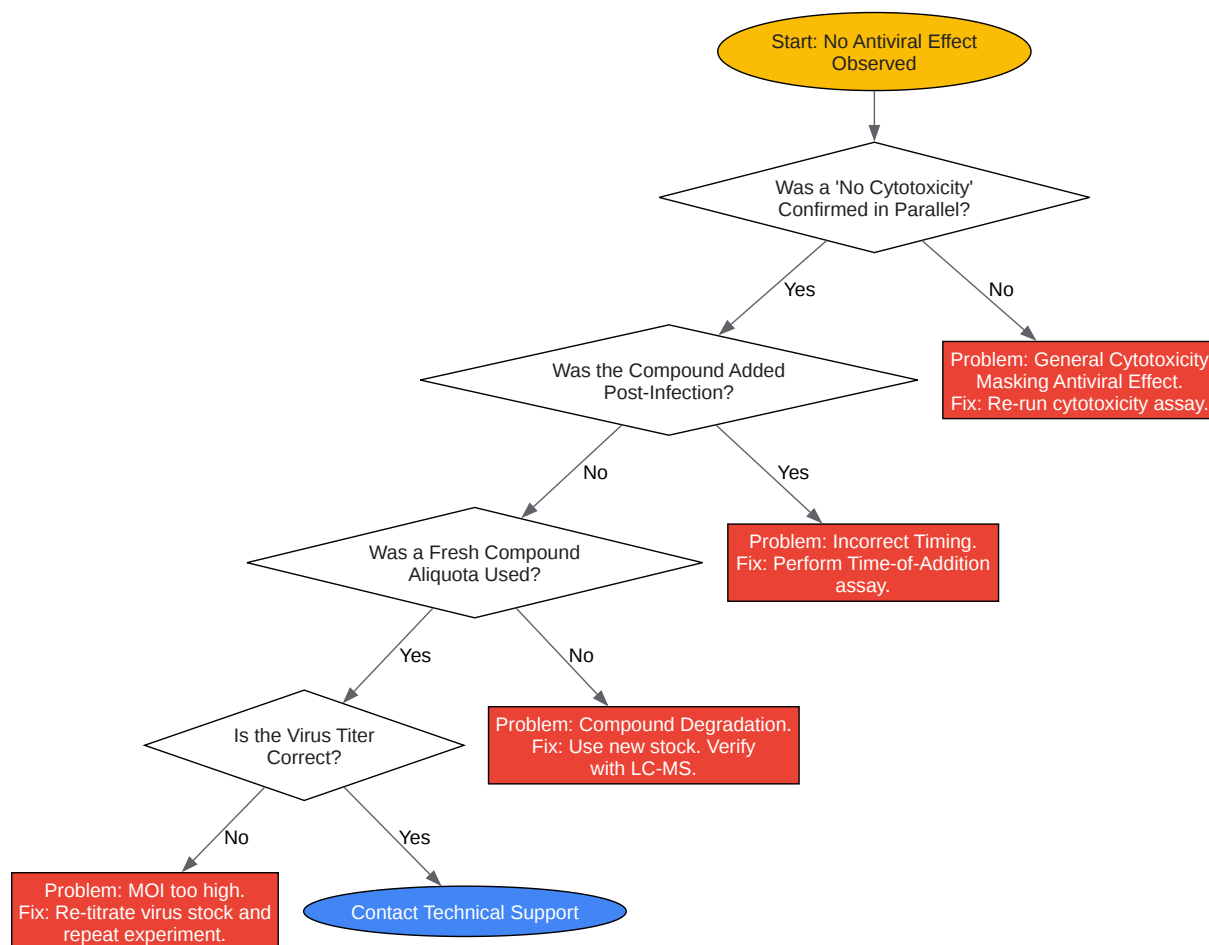 Start: No Antiviral Effect
Observed
Was a 'No Cytotoxicity'
Confirmed in Parallel?
Yes
No
Was the Compound Added
Post-Infection?
Problem: General Cytotoxicity
Masking Antiviral Effect.
Fix: Re-run cytotoxicity assay.
No
Yes
Was a Fresh Compound
Aliquota Used?
Problem: Incorrect Timing.
Fix: Perform Time-of-Addition
assay.
Yes
No
Is the Virus Titer
Correct?
Problem: Compound Degradation.
Fix: Use new stock. Verify
with LC-MS.
No
Yes
Problem: MOI too high.
Fix: Re-titrate virus stock and
repeat experiment.
Contact Technical Support